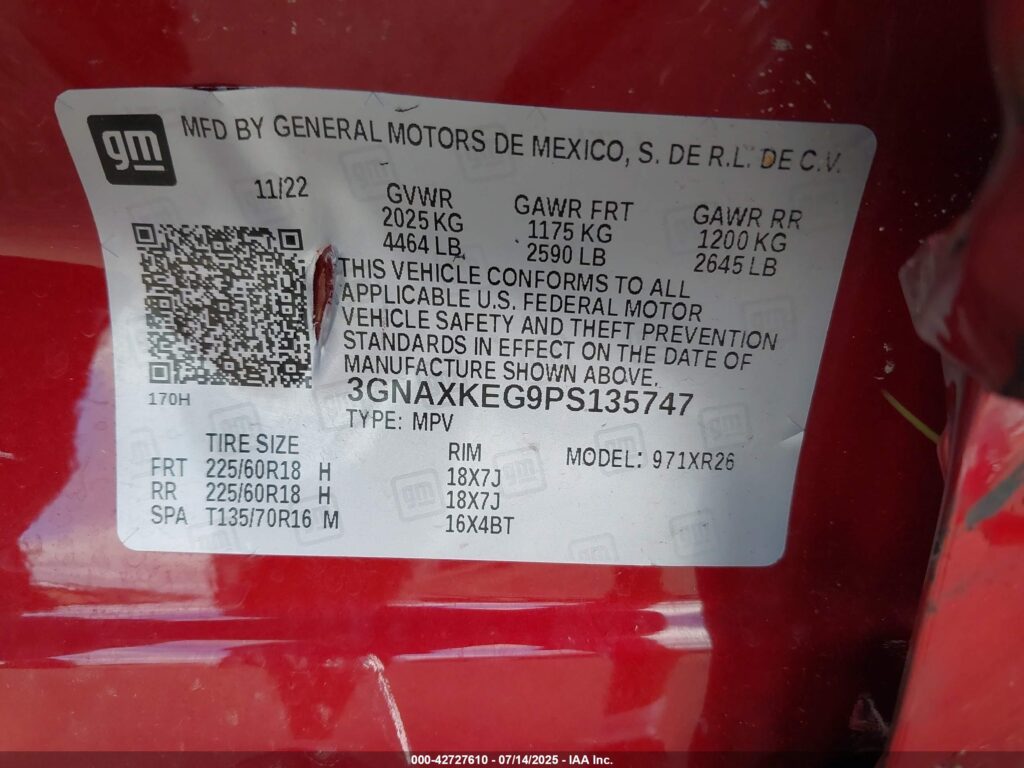 gm
MFD BY GENERAL MOTORS DE MEXICO, S. DE R.L. DE C.V.
11/22
GVWR
2025 KG
4464 LB
GAWR FRT
1175 KG
2590 LB
GAWR RR
1200 KG
2645 LB
THIS VEHICLE CONFORMS TO ALL
APPLICABLE U.S. FEDERAL MOTOR
VEHICLE SAFETY AND THEFT PREVENTION
STANDARDS IN EFFECT ON THE DATE OF
MANUFACTURE SHOWN ABOVE.
170H
3GNAXKEG9PS135747
TYPE: MPV
TIRE SIZE RIM MODEL: 971XR26
FRT 225/60R18 H 18X7J
RR 225/60R18 H 18X7J
SPA T135/70R16 M 16X4BT
000-42727610 - 07/14/2025 - IAA Inc.